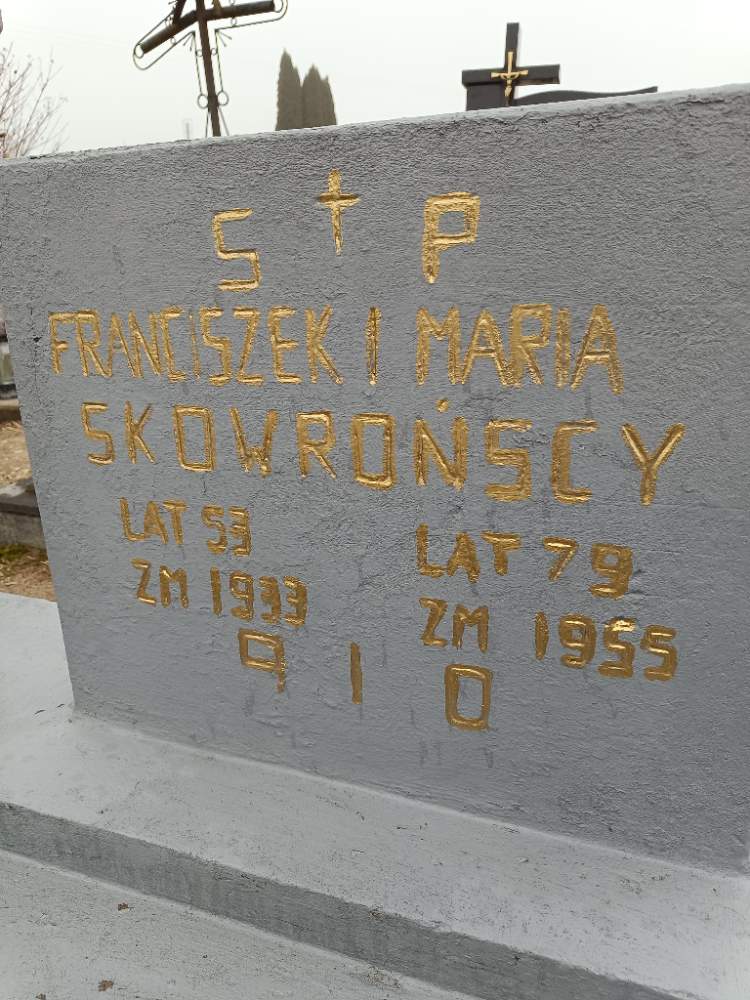 S † P
FRANCISZEK I MARIA
SKOWROŃSCY
LAT 53
ZM 1933
LAT 79
ZM 1955
P I O